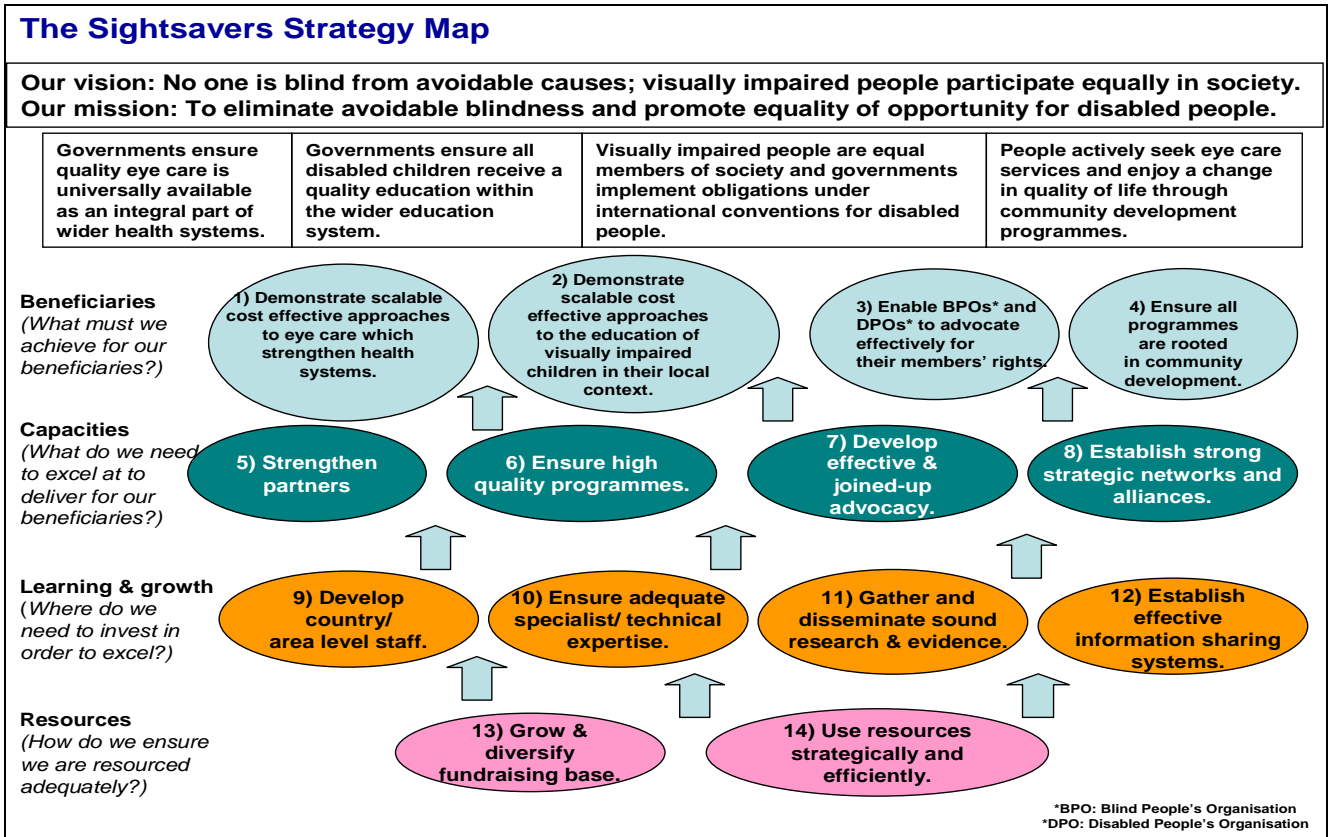 The Sightsavers Strategy Map
Our vision: No one is blind from avoidable causes; visually impaired people participate equally in society.
Our mission: To eliminate avoidable blindness and promote equality of opportunity for disabled people.
Governments ensure
quality eye care is
universally available
as an integral part of
wider health systems.
Governments ensure all
disabled children receive a
quality education within
the wider education
system.
Visually impaired people are equal
members of society and governments
implement obligations under
international conventions for disabled
people.
People actively seek eye care
services and enjoy a change
in quality of life through
community development
programmes.
Beneficiaries
(What must we
achieve for our
beneficiaries?)
1) Demonstrate scalable
cost effective approaches
to eye care which
strengthen health
systems.
2) Demonstrate
scalable cost
effective approaches
to the education of
visually impaired
children in their local
context.
3) Enable BPOs* and
DPOs* to advocate
effectively for
their members' rights.
4) Ensure all
programmes
are rooted
in community
development.
Capacities
(What do we need
to excel at to
deliver for our
beneficiaries?)
5) Strengthen
partners
6) Ensure high
quality programmes.
7) Develop
effective &
joined-up
advocacy.
8) Establish strong
strategic networks and
alliances.
Learning & growth
(Where do we
need to invest in
order to excel?)
9) Develop
country/
area level staff.
10) Ensure adequate
specialist/ technical
expertise.
11) Gather and
disseminate sound
research & evidence.
12) Establish
effective
information sharing
systems.
Resources
(How do we ensure
we are resourced
adequately?)
13) Grow &
diversify
fundraising base.
14) Use resources
strategically and
efficiently.
*BPO: Blind People's Organisation
*DPO: Disabled People's Organisation